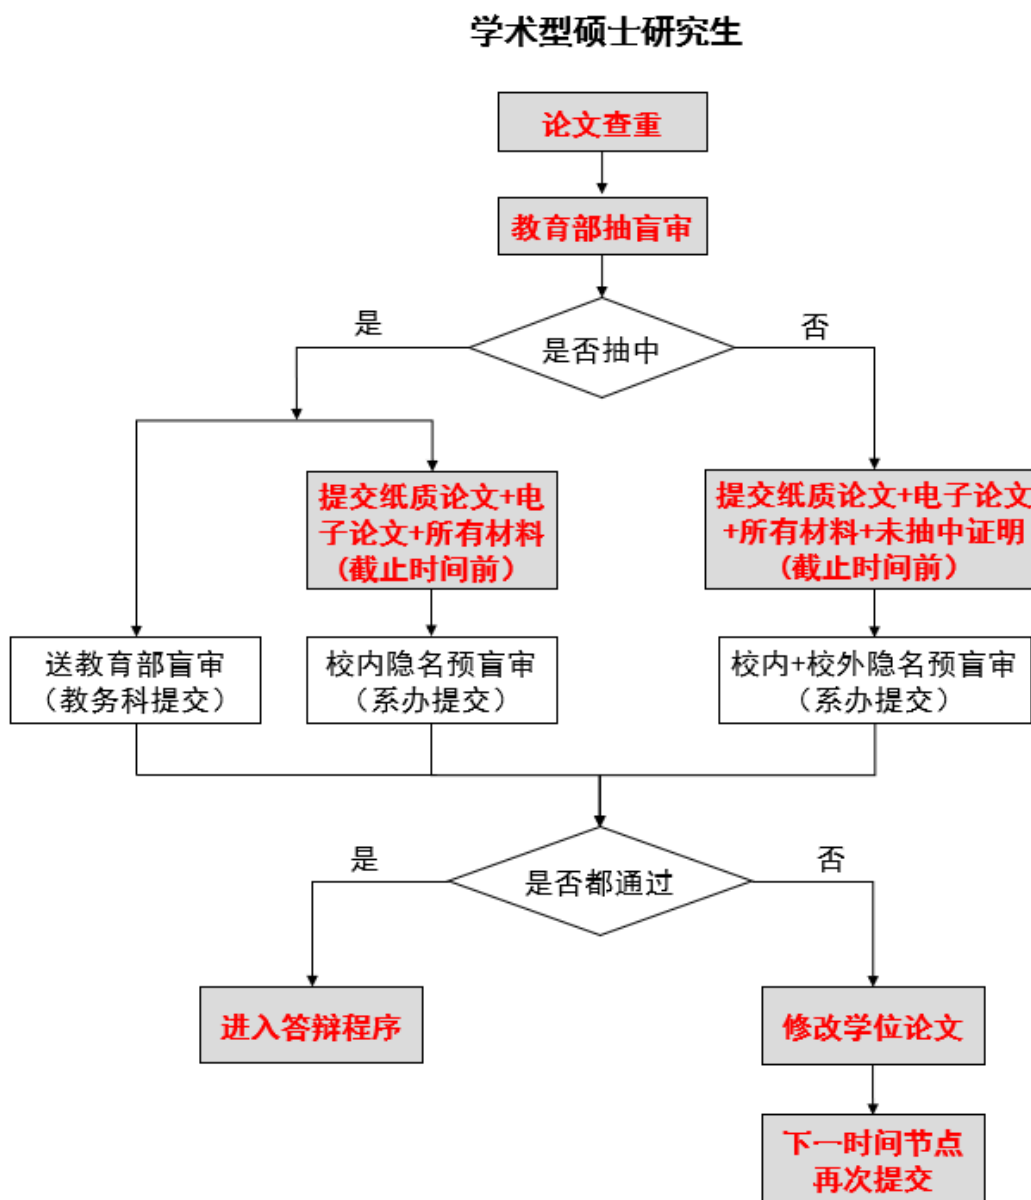 学术型硕士研究生
论文查重
教育部抽盲审
是
否
是否抽中
提交纸质论文+电
子论文+所有材料
(截止时间前）
提交纸质论文+电子论文
+所有材料+未抽中证明
(截止时间前）
送教育部盲审
（教务科提交）
校内隐名预盲审
（系办提交）
校内+校外隐名预盲审
（系办提交）
是
否
是否都通过
进入答辩程序
修改学位论文
下一时间节点
再次提交